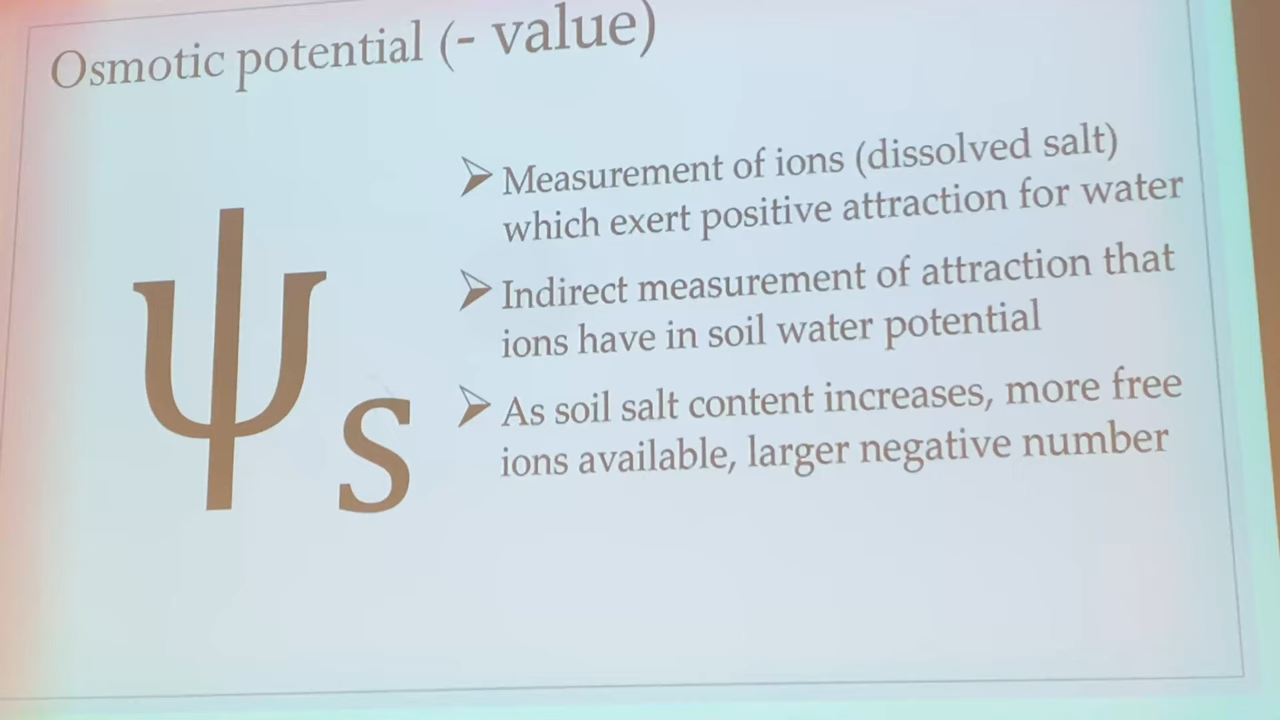 Osmotic potential (- value)
ψs
➢ Measurement of ions (dissolved salt)
which exert positive attraction for water
➢ Indirect measurement of attraction that
ions have in soil water potential
➢ As soil salt content increases, more free
ions available, larger negative number